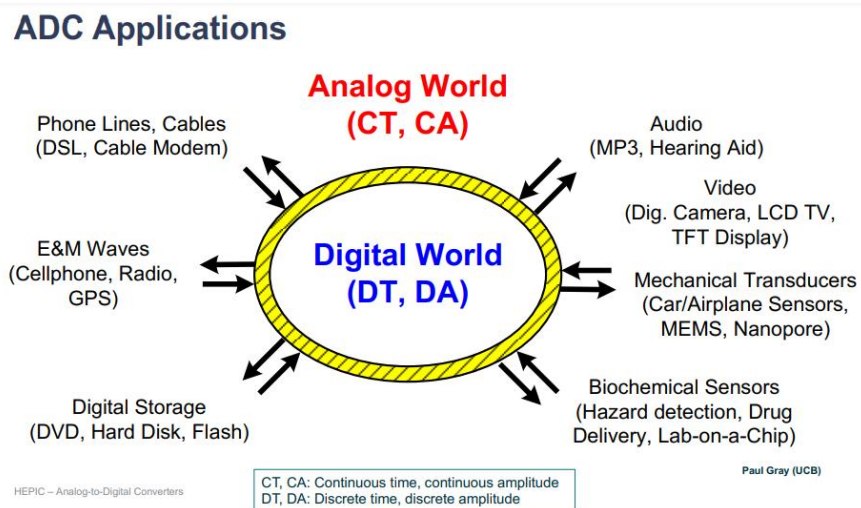 ADC Applications
Analog World
(CT, CA)
Phone Lines, Cables
(DSL, Cable Modem)
Audio
(MP3, Hearing Aid)
Video
(Dig. Camera, LCD TV,
TFT Display)
E&M Waves
(Cellphone, Radio,
GPS)
Digital World
(DT, DA)
Mechanical Transducers
(Car/Airplane Sensors,
MEMS, Nanopore)
Digital Storage
(DVD, Hard Disk, Flash)
Biochemical Sensors
(Hazard detection, Drug
Delivery, Lab-on-a-Chip)
Paul Gray (UCB)
HEPIC – Analog-to-Digital Converters
CT, CA: Continuous time, continuous amplitude
DT, DA: Discrete time, discrete amplitude